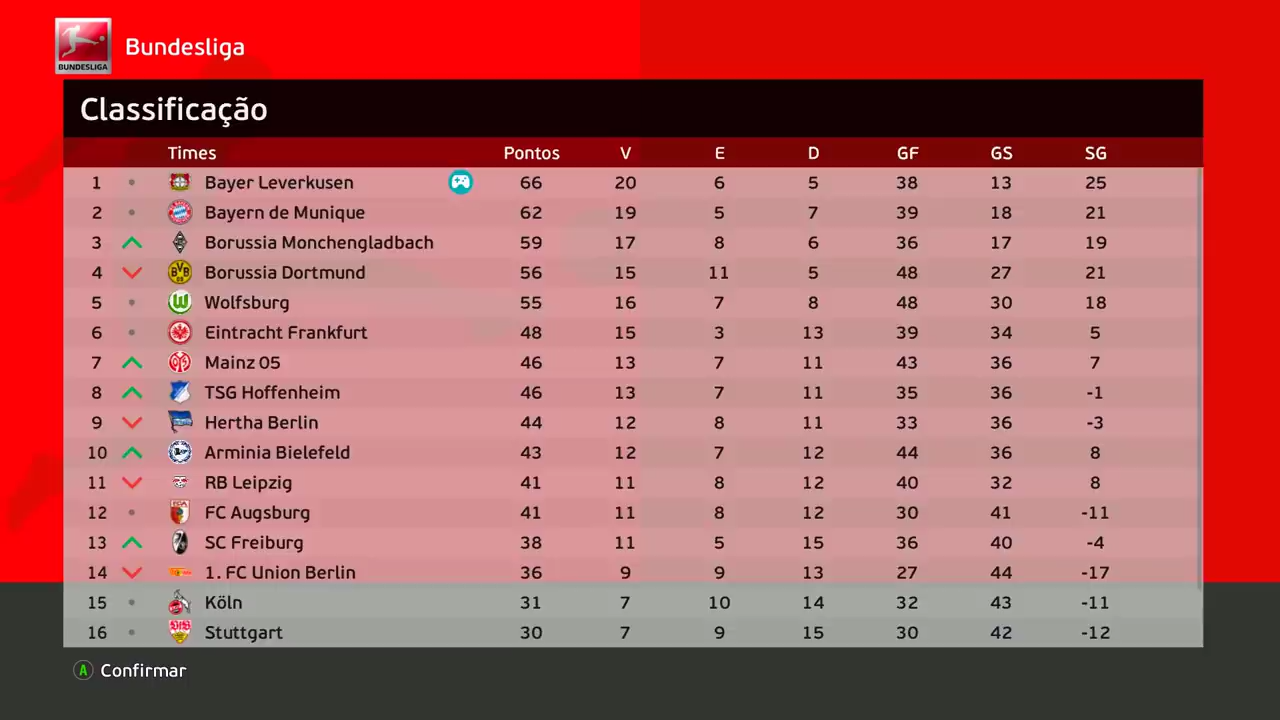 Bundesliga
BUNDESLIGA
Classificação
Times Pontos V E D GF GS SG
1 Bayer Leverkusen 66 20 6 5 38 13 25
2 Bayern de Munique 62 19 5 7 39 18 21
3 Borussia Monchengladbach 59 17 8 6 36 17 19
4 Borussia Dortmund 56 15 11 5 48 27 21
5 Wolfsburg 55 16 7 8 48 30 18
6 Eintracht Frankfurt 48 15 3 13 39 34 5
7 Mainz 05 46 13 7 11 43 36 7
8 TSG Hoffenheim 46 13 7 11 35 36 -1
9 Hertha Berlin 44 12 8 11 33 36 -3
10 Arminia Bielefeld 43 12 7 12 44 36 8
11 RB Leipzig 41 11 8 12 40 32 8
12 FC Augsburg 41 11 8 12 30 41 -11
13 SC Freiburg 38 11 5 15 36 40 -4
14 1. FC Union Berlin 36 9 9 13 27 44 -17
15 Köln 31 7 10 14 32 43 -11
16 Stuttgart 30 7 9 15 30 42 -12
A Confirmar